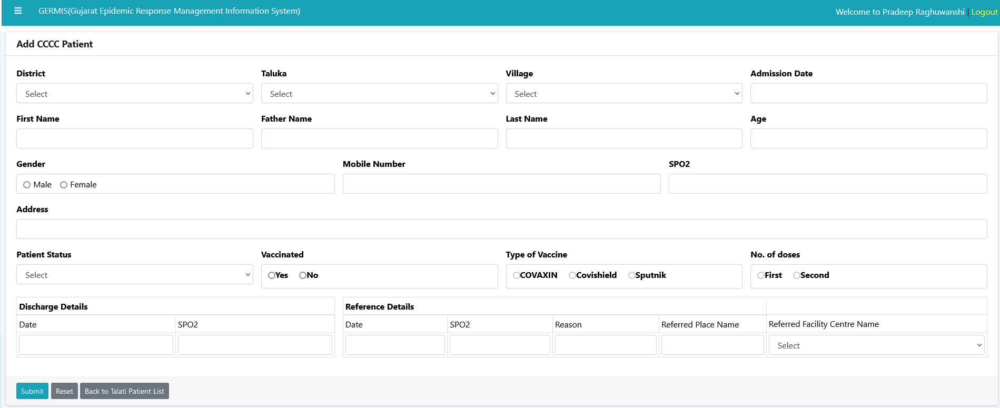 GERMIS(Gujarat Epidemic Response Management Information System)
Welcome to Pradeep Raghuwanshi | Logout
Add CCCC Patient
District Taluka Village Admission Date
Select Select Select
First Name Father Name Last Name Age
Gender Mobile Number SPO2
Male Female
Address
Patient Status Vaccinated Type of Vaccine No. of doses
Select Yes No COVAXIN Covishield Sputnik First Second
Discharge Details Reference Details
Date SPO2 Date SPO2 Reason Referred Place Name Referred Facility Centre Name
Select
Submit Reset Back to Talati Patient List